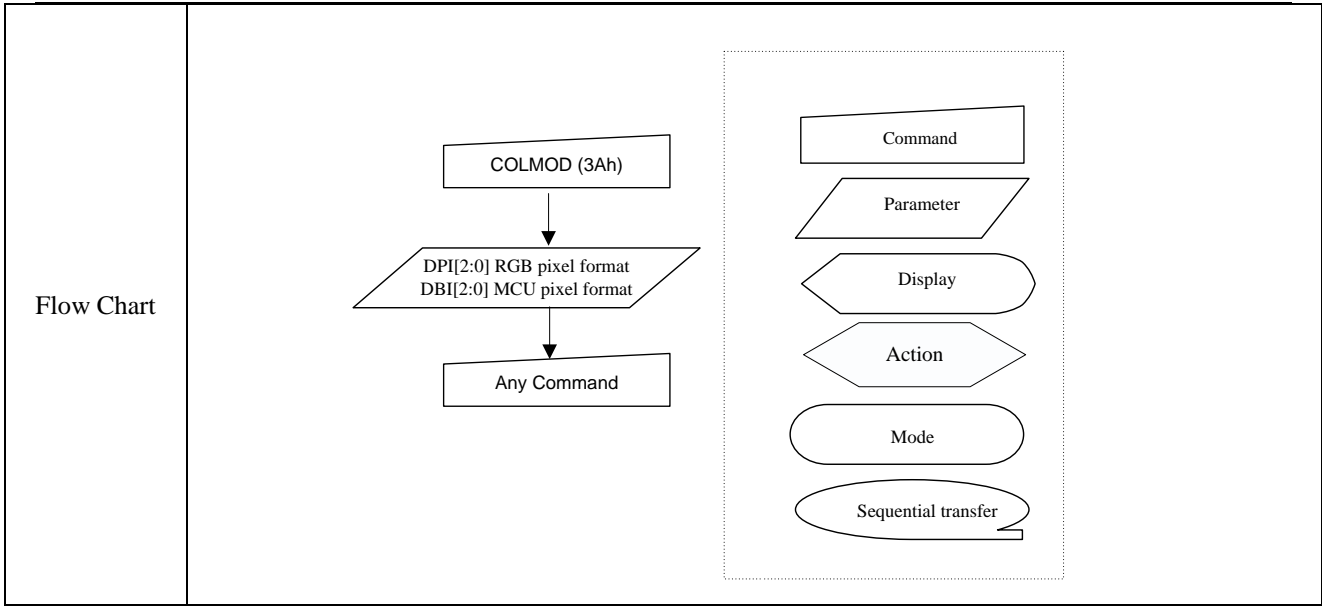 Flow Chart
COLMOD (3Ah)
DPI[2:0] RGB pixel format
DBI[2:0] MCU pixel format
Any Command
Command
Parameter
Display
Action
Mode
Sequential transfer